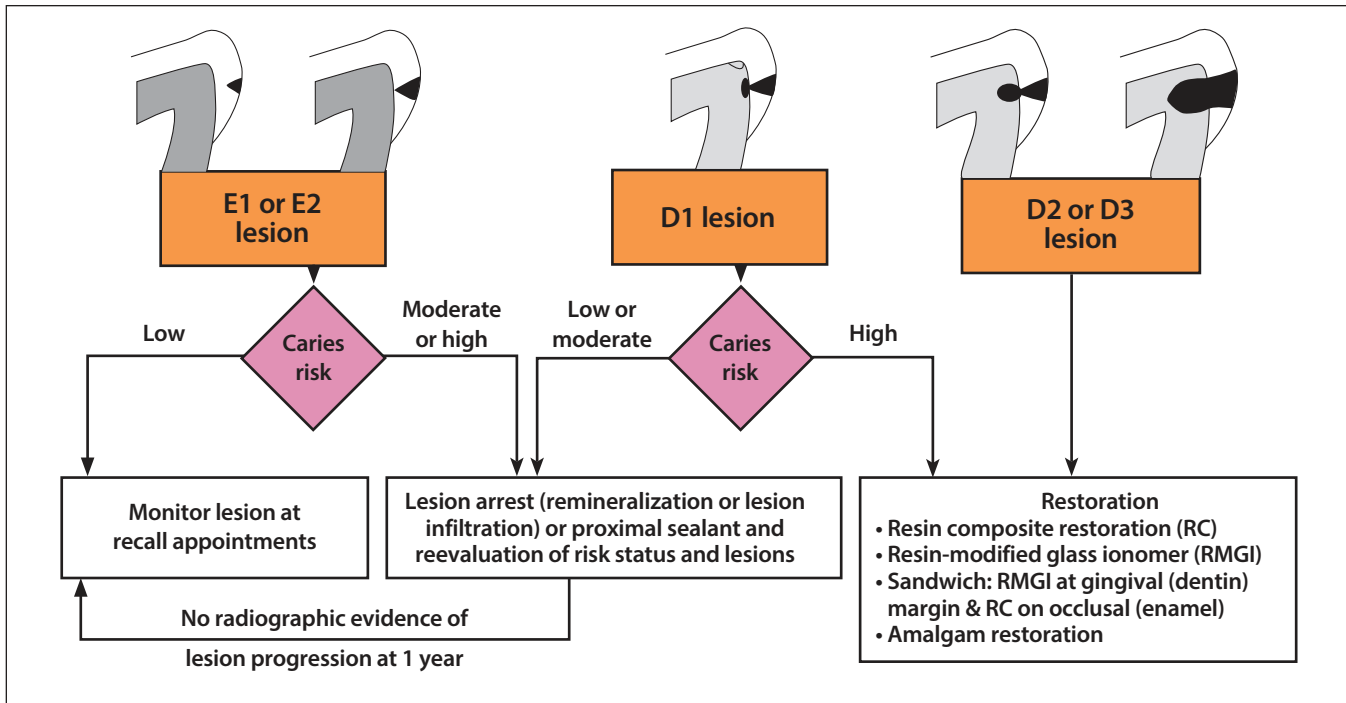 E1 or E2
lesion
D1 lesion
D2 or D3
lesion
Low
Caries
risk
Moderate
or high
Low or
moderate
Caries
risk
High
Monitor lesion at
recall appointments
Lesion arrest (remineralization or lesion
infiltration) or proximal sealant and
reevaluation of risk status and lesions
Restoration
• Resin composite restoration (RC)
• Resin-modified glass ionomer (RMGI)
• Sandwich: RMGI at gingival (dentin)
margin & RC on occlusal (enamel)
• Amalgam restoration
No radiographic evidence of
lesion progression at 1 year